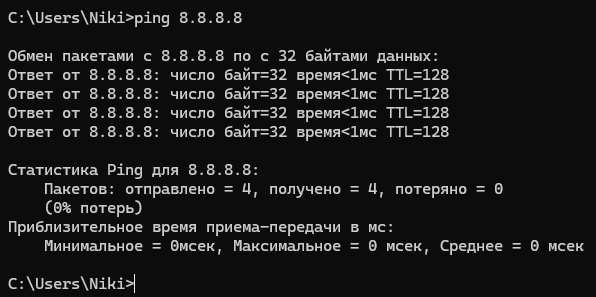 C:\Users\Niki>ping 8.8.8.8
Обмен пакетами с 8.8.8.8 по с 32 байтами данных:
Ответ от 8.8.8.8: число байт=32 время<1мс TTL=128
Ответ от 8.8.8.8: число байт=32 время<1мс TTL=128
Ответ от 8.8.8.8: число байт=32 время<1мс TTL=128
Ответ от 8.8.8.8: число байт=32 время<1мс TTL=128
Статистика Ping для 8.8.8.8:
Пакетов: отправлено = 4, получено = 4, потеряно = 0
(0% потерь)
Приблизительное время приема-передачи в мс:
Минимальное = 0мсек, Максимальное = 0 мсек, Среднее = 0 мсек
C:\Users\Niki>